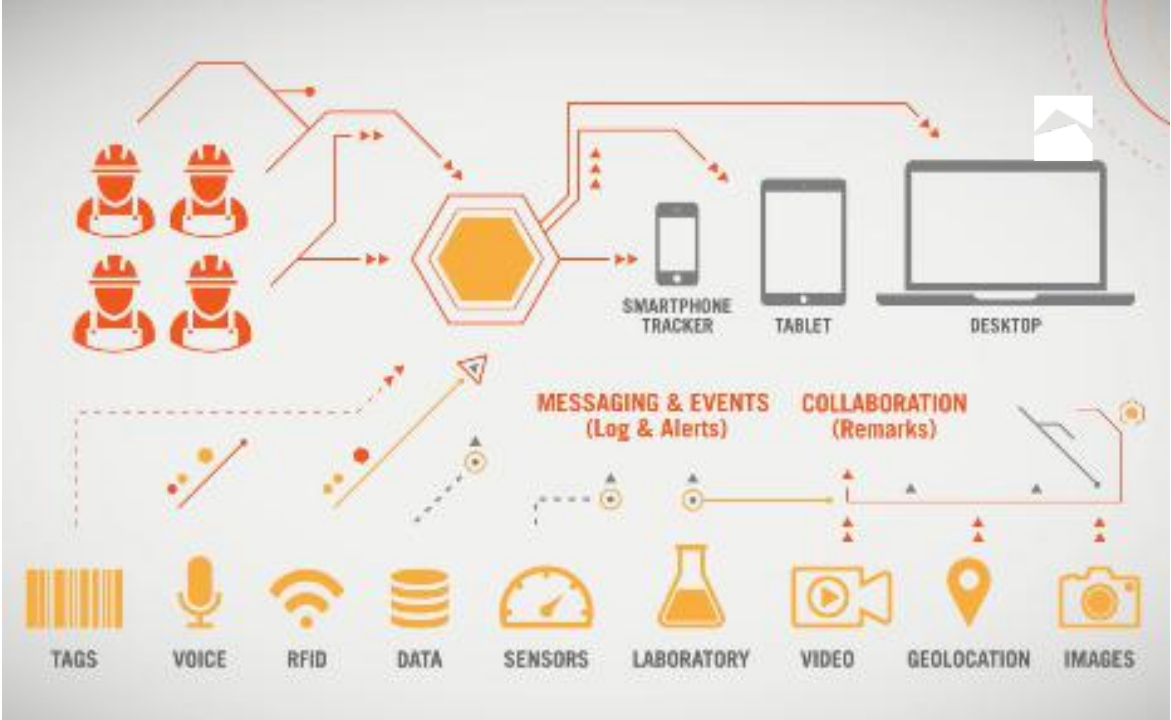 SMARTPHONE
TRACKER
TABLET
DESKTOP
MESSAGING & EVENTS
(Log & Alerts)
COLLABORATION
(Remarks)
TAGS
VOICE
RFID
DATA
SENSORS
LABORATORY
VIDEO
GEOLOCATION
IMAGES